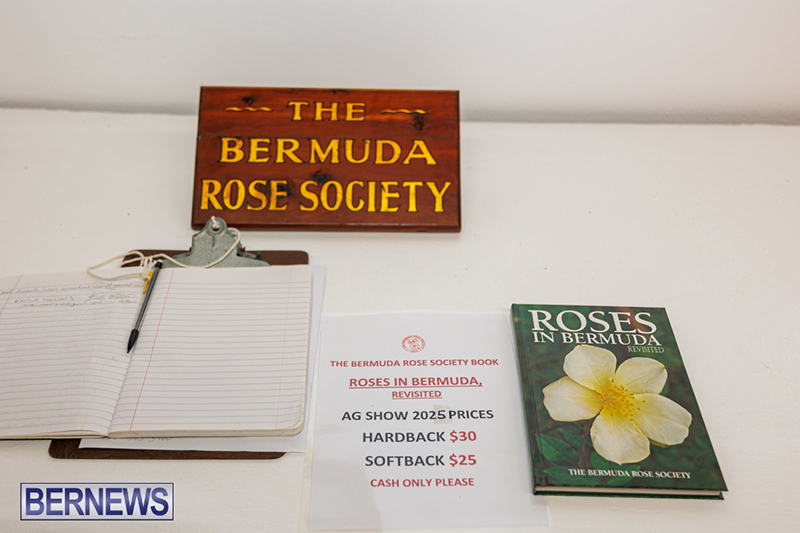 THE
BERMUDA
ROSE SOCIETY
THE BERMUDA ROSE SOCIETY BOOK
ROSES IN BERMUDA,
REVISITED
AG SHOW 2025 PRICES
HARDBACK $30
SOFTBACK $25
CASH ONLY PLEASE
ROSES
IN BERMUDA
REVISITED
THE BERMUDA ROSE SOCIETY
BERNEWS